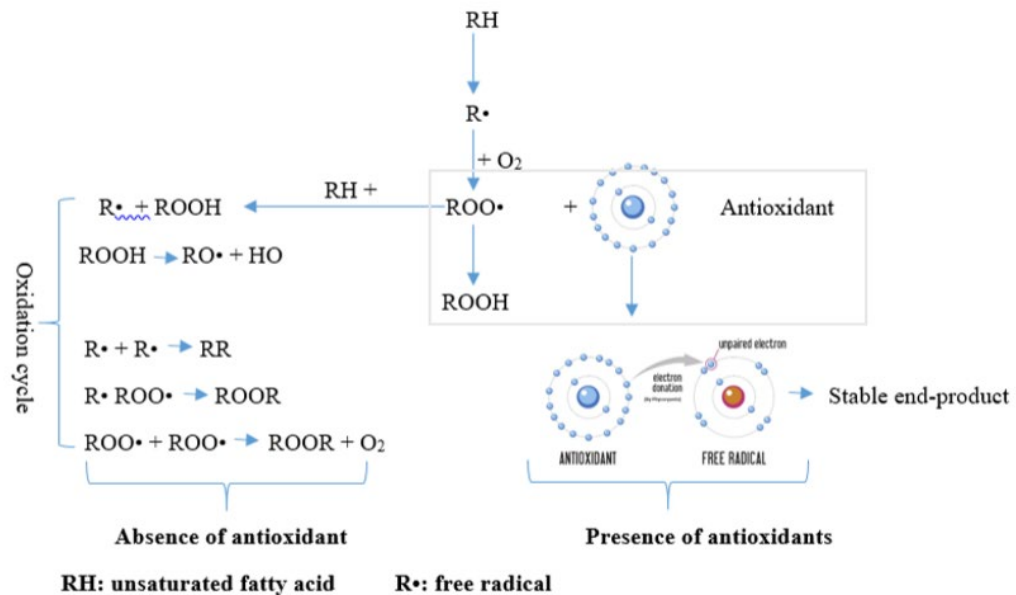 RH
R•
+ O₂
RH +
R• + ROOH
ROO•
+
Antioxidant
ROOH → RO• + HO
ROOH
Oxidation cycle
R• + R• → RR
R• ROO• → ROOR
ROO• + ROO• → ROOR + O₂
unpaired electron
electron
donation
Stable end-product
ANTIOXIDANT
FREE RADICAL
Absence of antioxidant
Presence of antioxidants
RH: unsaturated fatty acid
R•: free radical